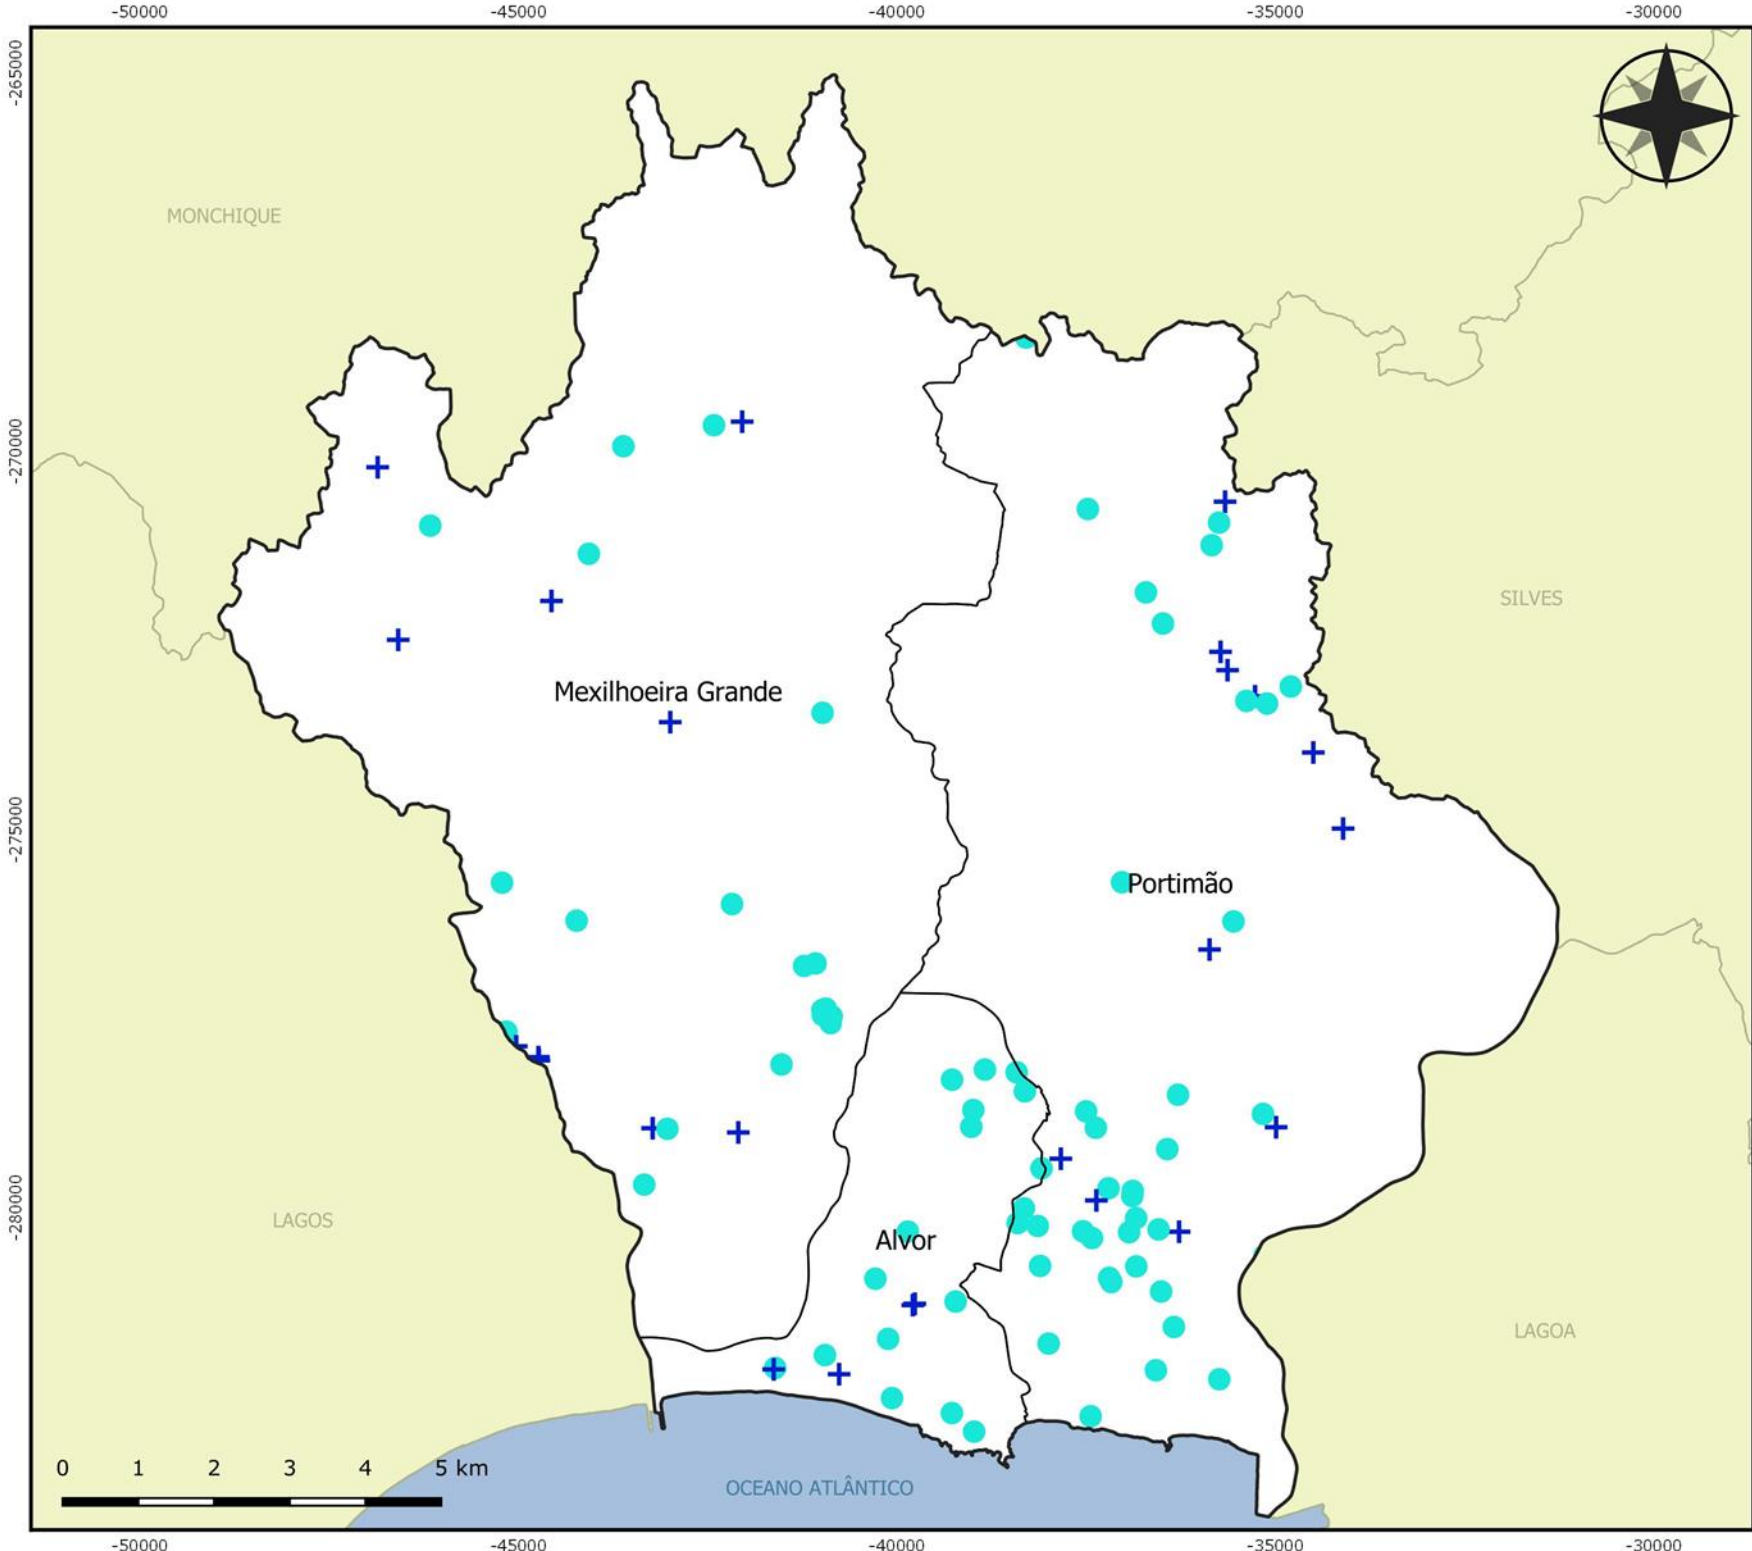 -50000 -45000 -40000 -35000 -30000
-265000
MONCHIQUE
-270000
SILVES
Mexilhoeira Grande
-275000
Portimão
-280000
LAGOS
Alvor
LAGOA
0 1 2 3 4 5 km
OCEANO ATLÂNTICO
-50000 -45000 -40000 -35000 -30000